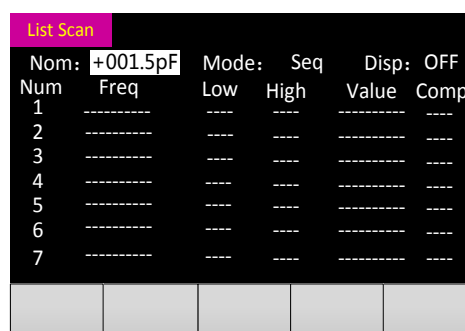 List Scan
Nom: +001.5pF Mode: Seq Disp: OFF
Num Freq Low High Value Comp
1 ---------- ---- ---- ---------- ----
2 ---------- ---- ---- ---------- ----
3 ---------- ---- ---- ---------- ----
4 ---------- ---- ---- ---------- ----
5 ---------- ---- ---- ---------- ----
6 ---------- ---- ---- ---------- ----
7 ---------- ---- ---- ---------- ----